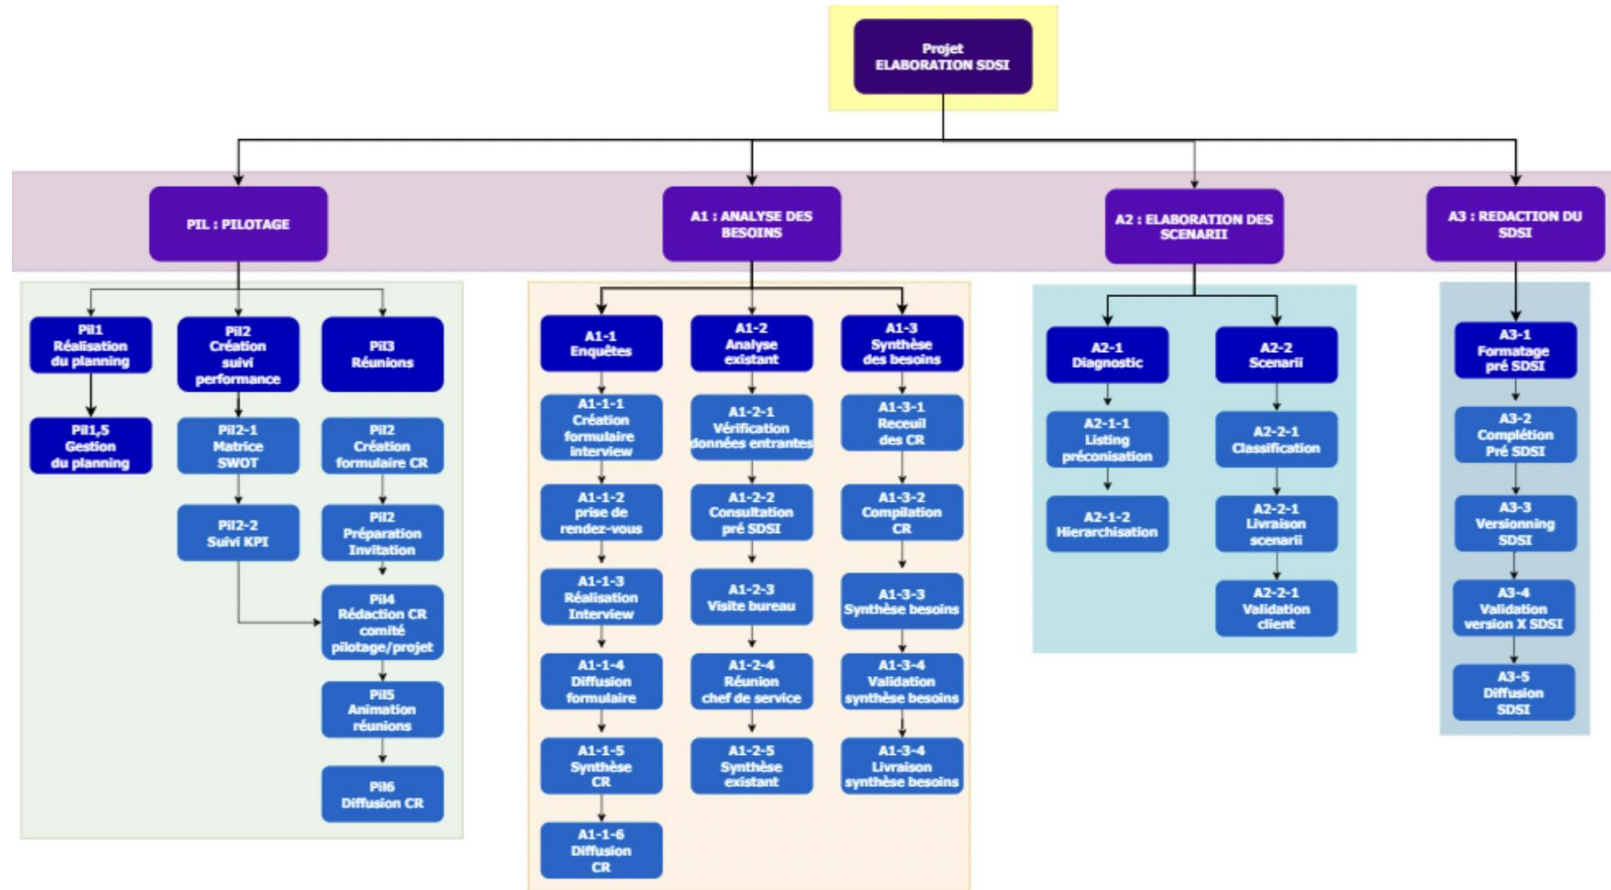 Projet
ELABORATION SDSI
PIL : PILOTAGE
A1 : ANALYSE DES
BESOINS
A2 : ELABORATION DES
SCENARII
A3 : REDACTION DU
SDSI
Pil1
Réalisation
du planning
Pil1,5
Gestion
du planning
Pil2
Création
suivi
performance
Pil2-1
Matrice
SWOT
Pil2-2
Suivi KPI
Pil3
Réunions
Pil2
Création
formulaire CR
Pil2
Préparation
Invitation
Pil4
Rédaction CR
comité
pilotage/projet
Pil5
Animation
réunions
Pil6
Diffusion CR
A1-1
Enquêtes
A1-1-1
Création
formulaire
interview
A1-1-2
prise de
rendez-vous
A1-1-3
Réalisation
Interview
A1-1-4
Diffusion
formulaire
A1-1-5
Synthèse
CR
A1-1-6
Diffusion
CR
A1-2
Analyse
existant
A1-2-1
Vérification
données entrantes
A1-2-2
Consultation
pré SDSI
A1-2-3
Visite bureau
A1-2-4
Réunion
chef de service
A1-2-5
Synthèse
existant
A1-3
Synthèse
des besoins
A1-3-1
Receuil
des CR
A1-3-2
Compilation
CR
A1-3-3
Synthèse besoins
A1-3-4
Validation
synthèse besoins
A1-3-4
Livraison
synthèse besoins
A2-1
Diagnostic
A2-1-1
Listing
préconisation
A2-1-2
Hierarchisation
A2-2
Scenarii
A2-2-1
Classification
A2-2-1
Livraison
scenarii
A2-2-1
Validation
client
A3-1
Formatage
pré SDSI
A3-2
Complétion
Pré SDSI
A3-3
Versionning
SDSI
A3-4
Validation
version X SDSI
A3-5
Diffusion
SDSI